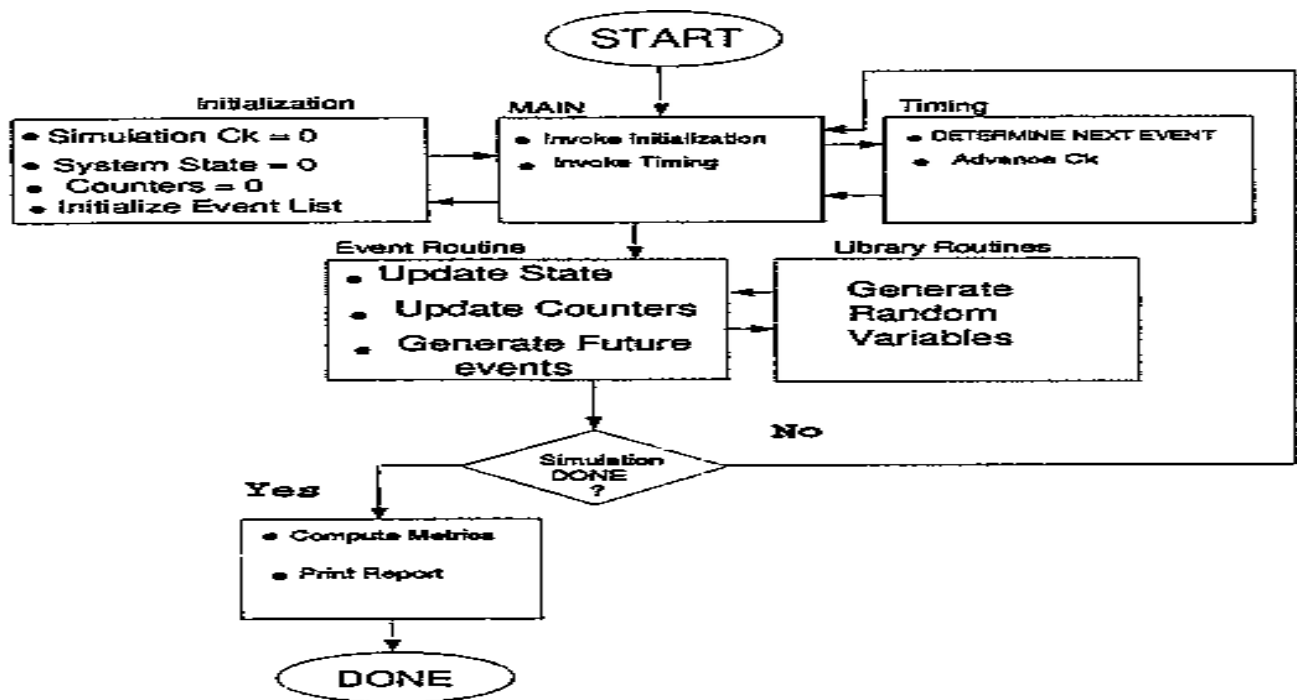 START
Initialization
• Simulation Ck = 0
• System State = 0
• Counters = 0
• Initialize Event List
MAIN
• Invoke Initialization
• Invoke Timing
Timing
• DETERMINE NEXT EVENT
• Advance Ck
Event Routine
• Update State
• Update Counters
• Generate Future
events
Library Routines
Generate
Random
Variables
Simulation
DONE
?
No
Yes
• Compute Metrics
• Print Report
DONE